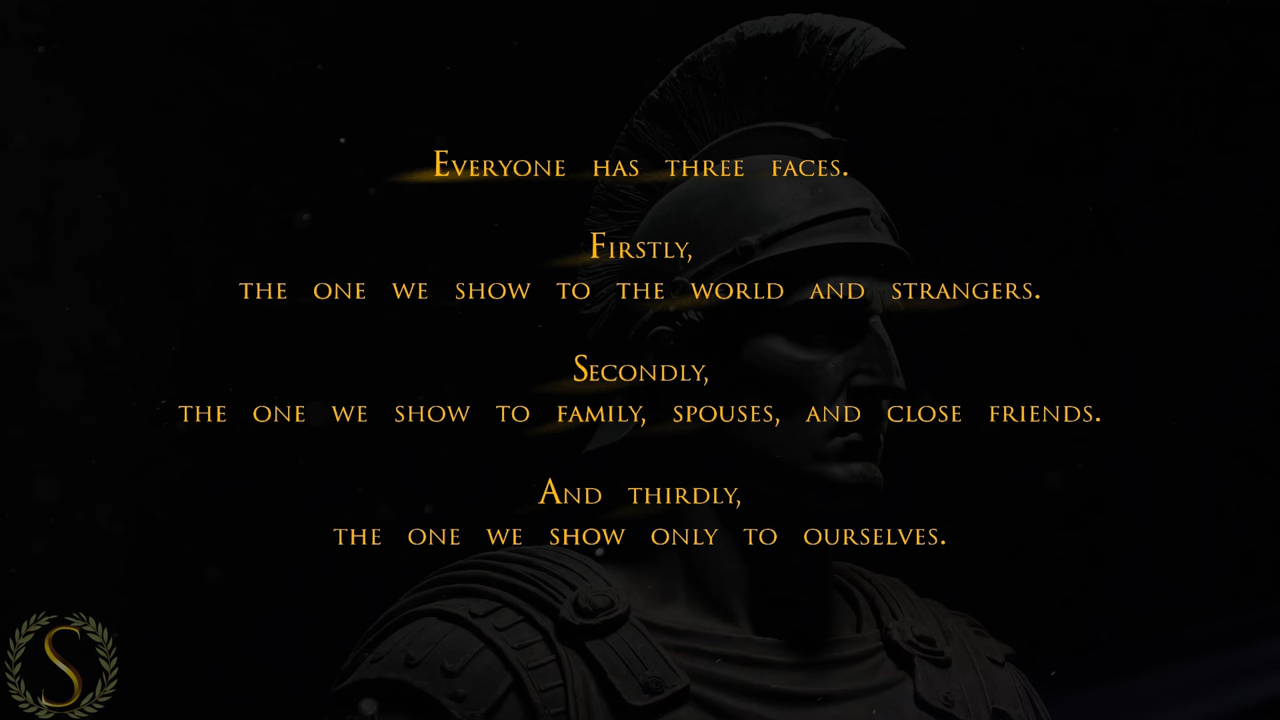 Everyone has three faces.
Firstly,
the one we show to the world and strangers.
Secondly,
the one we show to family, spouses, and close friends.
And thirdly,
the one we show only to ourselves.
S